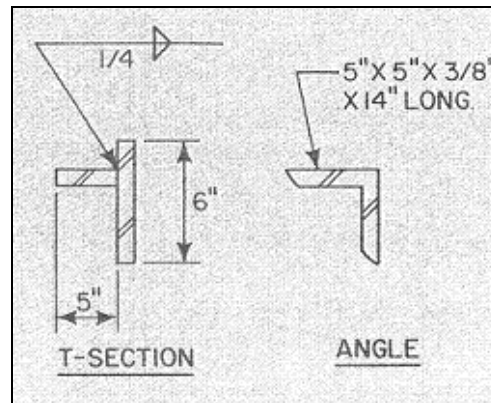 1/4
5"X 5"X 3/8"
X 14" LONG
6"
5"
T-SECTION
ANGLE